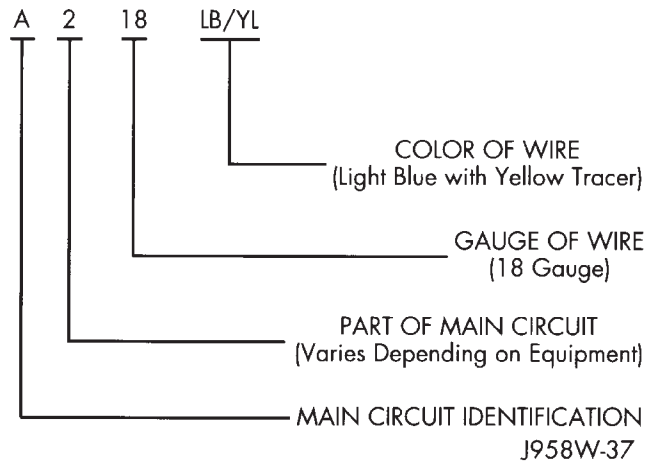 A 2 18 LB/YL
COLOR OF WIRE
(Light Blue with Yellow Tracer)
GAUGE OF WIRE
(18 Gauge)
PART OF MAIN CIRCUIT
(Varies Depending on Equipment)
MAIN CIRCUIT IDENTIFICATION
J958W-37